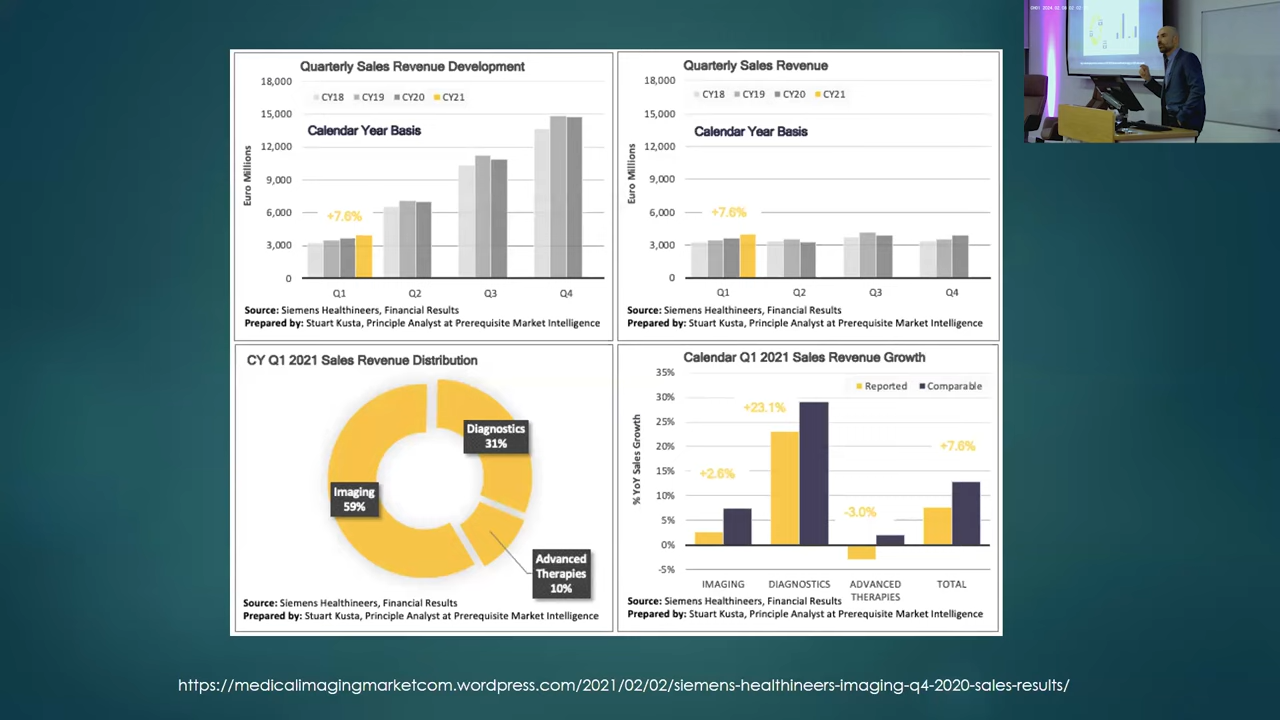 Quarterly Sales Revenue Development
18,000
CY18 CY19 CY20 CY21
15,000
Calendar Year Basis
12,000
Euro Millions
9,000
+7.6%
6,000
3,000
0
Q1 Q2 Q3 Q4
Source: Siemens Healthineers, Financial Results
Prepared by: Stuart Kusta, Principle Analyst at Prerequisite Market Intelligence
Quarterly Sales Revenue
18,000
CY18 CY19 CY20 CY21
15,000
Calendar Year Basis
12,000
Euro Millions
9,000
+7.6%
6,000
3,000
0
Q1 Q2 Q3 Q4
Source: Siemens Healthineers, Financial Results
Prepared by: Stuart Kusta, Principle Analyst at Prerequisite Market Intelligence
CY Q1 2021 Sales Revenue Distribution
Diagnostics
31%
Imaging
59%
Advanced
Therapies
10%
Source: Siemens Healthineers, Financial Results
Prepared by: Stuart Kusta, Principle Analyst at Prerequisite Market Intelligence
Calendar Q1 2021 Sales Revenue Growth
35%
Reported Comparable
30%
+23.1%
25%
% YoY Sales Growth
20%
+7.6%
+2.6%
15%
10%
-3.0%
5%
0%
-5%
IMAGING DIAGNOSTICS ADVANCED TOTAL
THERAPIES
Source: Siemens Healthineers, Financial Results
Prepared by: Stuart Kusta, Principle Analyst at Prerequisite Market Intelligence
https://medicalimagingmarketcom.wordpress.com/2021/02/02/siemens-healthineers-imaging-q4-2020-sales-results/